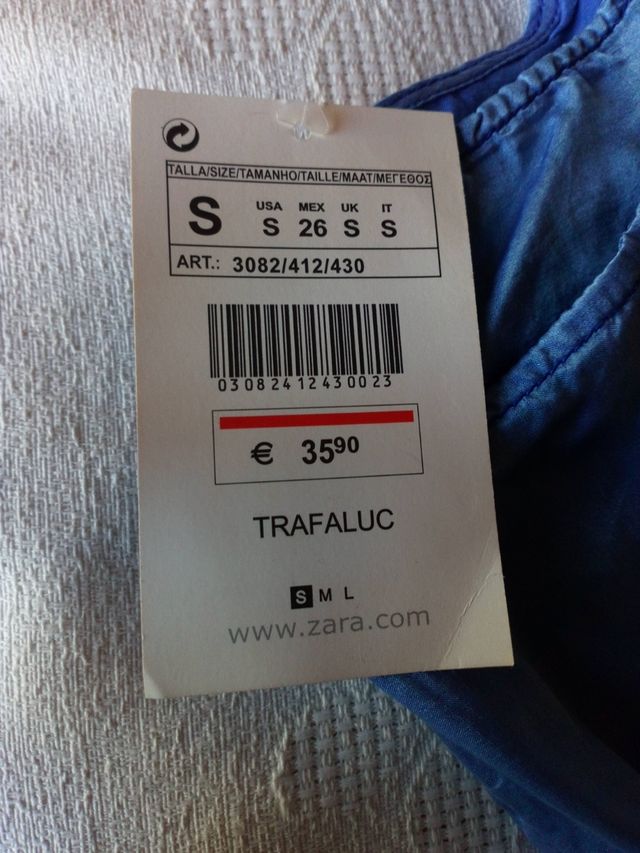 TALLA/SIZE/TAMANHO/TAILLE/MAAT/ΜΕΓΕΘΟΣ
S USA S MEX 26 UK S IT S
ART.: 3082/412/430
03082412430023
€ 35⁹⁰
TRAFALUC
S M L
www.zara.com